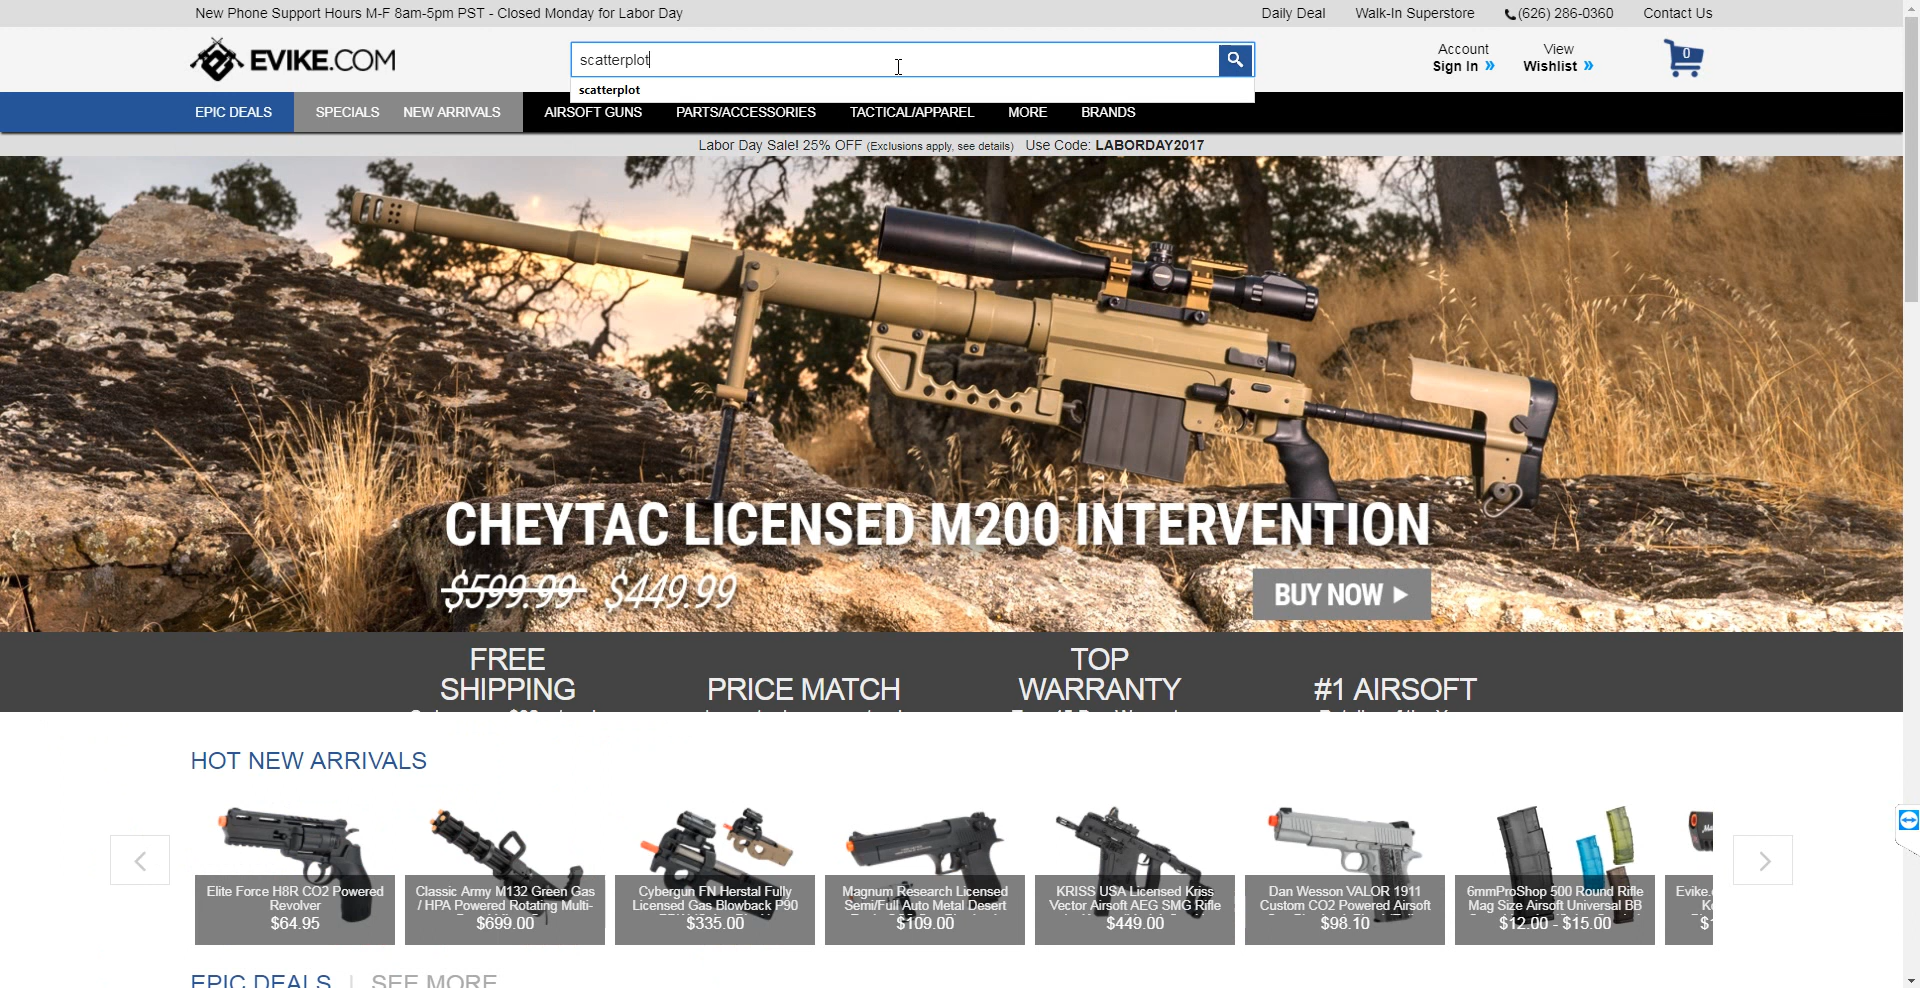 New Phone Support Hours M-F 8am-5pm PST - Closed Monday for Labor Day
Daily Deal
Walk-In Superstore
(626) 286-0360
Contact Us
EVIKE.COM
scatterplot
Account
Sign In »
View
Wishlist »
0
scatterplot
EPIC DEALS
SPECIALS
NEW ARRIVALS
AIRSOFT GUNS
PARTS/ACCESSORIES
TACTICAL/APPAREL
MORE
BRANDS
Labor Day Sale! 25% OFF (Exclusions apply, see details) Use Code: LABORDAY2017
CHEYTAC LICENSED M200 INTERVENTION
$599.99 $449.99
BUY NOW
FREE
SHIPPING
PRICE MATCH
TOP
WARRANTY
#1 AIRSOFT
HOT NEW ARRIVALS
Elite Force H8R CO2 Powered
Revolver
$64.95
Classic Army M132 Green Gas
/ HPA Powered Rotating Multi-
$699.00
Cybergun FN Herstal Fully
Licensed Gas Blowback P90
$335.00
Magnum Research Licensed
Semi/Full Auto Metal Desert
$109.00
KRISS USA Licensed Kriss
Vector Airsoft AEG SMG Rifle
$449.00
Dan Wesson VALOR 1911
Custom CO2 Powered Airsoft
$98.10
6mmProShop 500 Round Rifle
Mag Size Airsoft Universal BB
$12.00 - $15.00
EPIC DEALS | SEE MORE